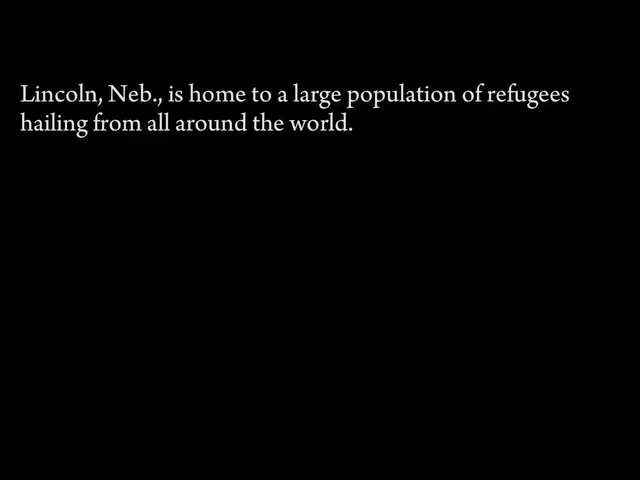 Lincoln, Neb., is home to a large population of refugees
hailing from all around the world.